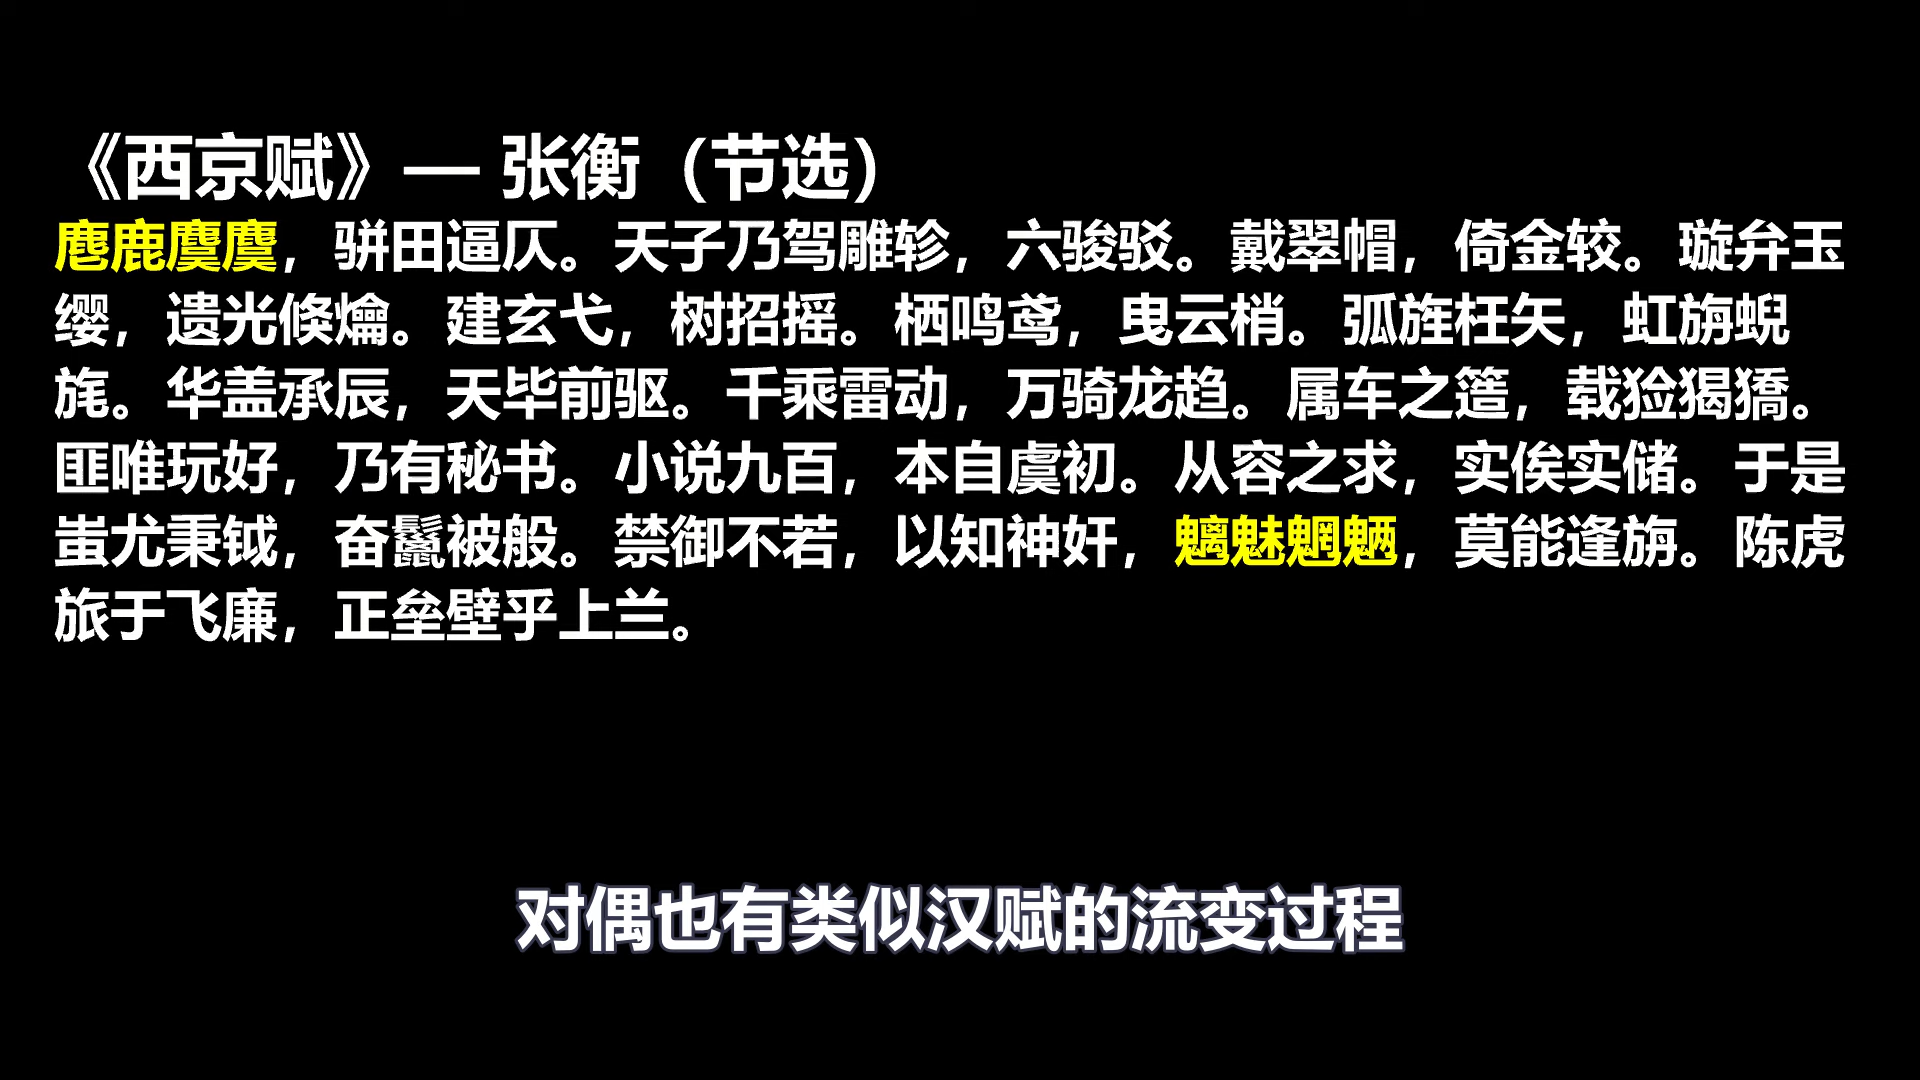 《西京赋》— 张衡（节选）
麀鹿麌麌，骈田逼仄。天子乃驾雕轸，六骏驳。戴翠帽，倚金较。璇弁玉
缨，遗光倏爚。建玄弋，树招摇。栖鸣鸢，曳云梢。弧旌枉矢，虹旃蜺
旄。华盖承辰，天毕前驱。千乘雷动，万骑龙趋。属车之簉，载猃猲獢。
匪唯玩好，乃有秘书。小说九百，本自虞初。从容之求，实俟实储。于是
蚩尤秉钺，奋鬣被般。禁御不若，以知神奸，魑魅魍魉，莫能逢旃。陈虎
旅于飞廉，正垒壁乎上兰。
对偶也有类似汉赋的流变过程